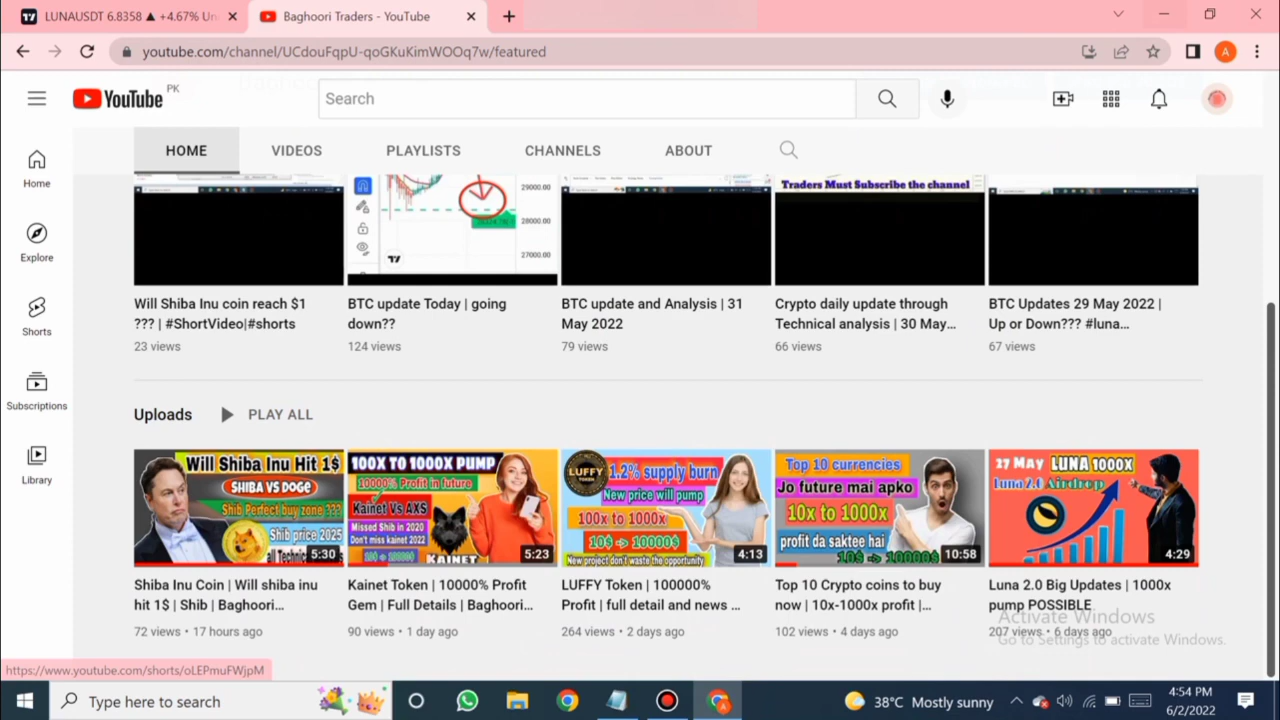 LUNAUSDT 6.8358 ▲ +4.67% Un
Baghoori Traders - YouTube
youtube.com/channel/UCdouFqpU-qoGKuKimWOOq7w/featured
YouTube PK
Search
HOME VIDEOS PLAYLISTS CHANNELS ABOUT
Home
Explore
Shorts
Subscriptions
Library
29000.00
28000.00
27000.00
Traders Must Subscribe the channel
Will Shiba Inu coin reach $1
??? | #ShortVideo|#shorts
23 views
BTC update Today | going
down??
124 views
BTC update and Analysis | 31
May 2022
79 views
Crypto daily update through
Technical analysis | 30 May...
66 views
BTC Updates 29 May 2022 |
Up or Down??? #luna...
67 views
Uploads PLAY ALL
Will Shiba Inu Hit 1$
SHIBA VS DOGE
Shib Perfect buy zone ???
Shib price 2025
all Techni
5:30
100X TO 1000X PUMP
10000% Profit in future
Kainet Vs AXS
Missed Shib in 2020
Don't miss kainet 2022
10$ -> 10000$
KAINET
5:23
LUFFY
TOKEN
1.2% supply burn
New price will pump
100x to 1000x
10$ -> 10000$
New project don't waste the opportunity
4:13
Top 10 currencies
Jo future mai apko
10x to 1000x
profit da saktee hai
10$ -> 10000$
10:58
27 May LUNA 1000X
Luna 2.0 Airdrop
4:29
Shiba Inu Coin | Will shiba inu
hit 1$ | Shib | Baghoori...
72 views • 17 hours ago
Kainet Token | 10000% Profit
Gem | Full Details | Baghoori...
90 views • 1 day ago
LUFFY Token | 100000%
Profit | full detail and news ...
264 views • 2 days ago
Top 10 Crypto coins to buy
now | 10x-1000x profit |...
102 views • 4 days ago
Luna 2.0 Big Updates | 1000x
pump POSSIBLE
207 views • 6 days ago
Activate Windows
Go to Settings to activate Windows.
https://www.youtube.com/shorts/oLEPmuFWjpM
Type here to search
38°C Mostly sunny
4:54 PM
6/2/2022